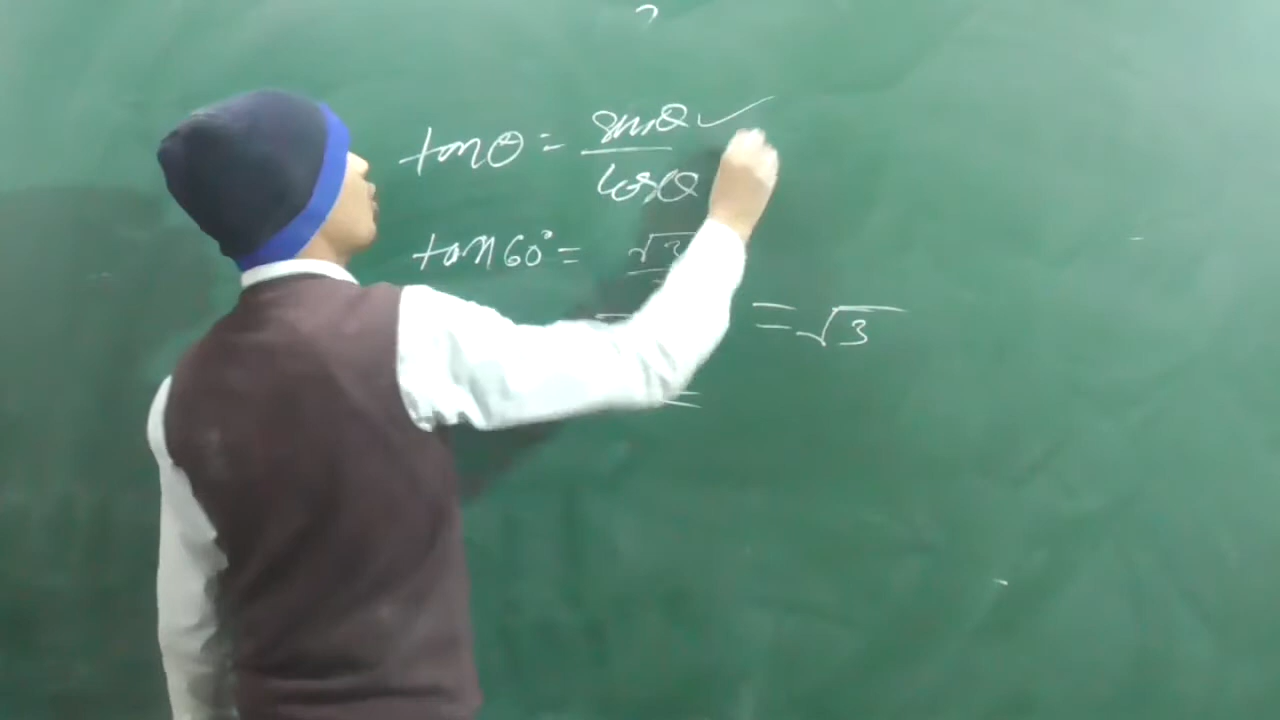 tanθ = sinθ / cosθ ✓
tan60° = √3
= √3
=